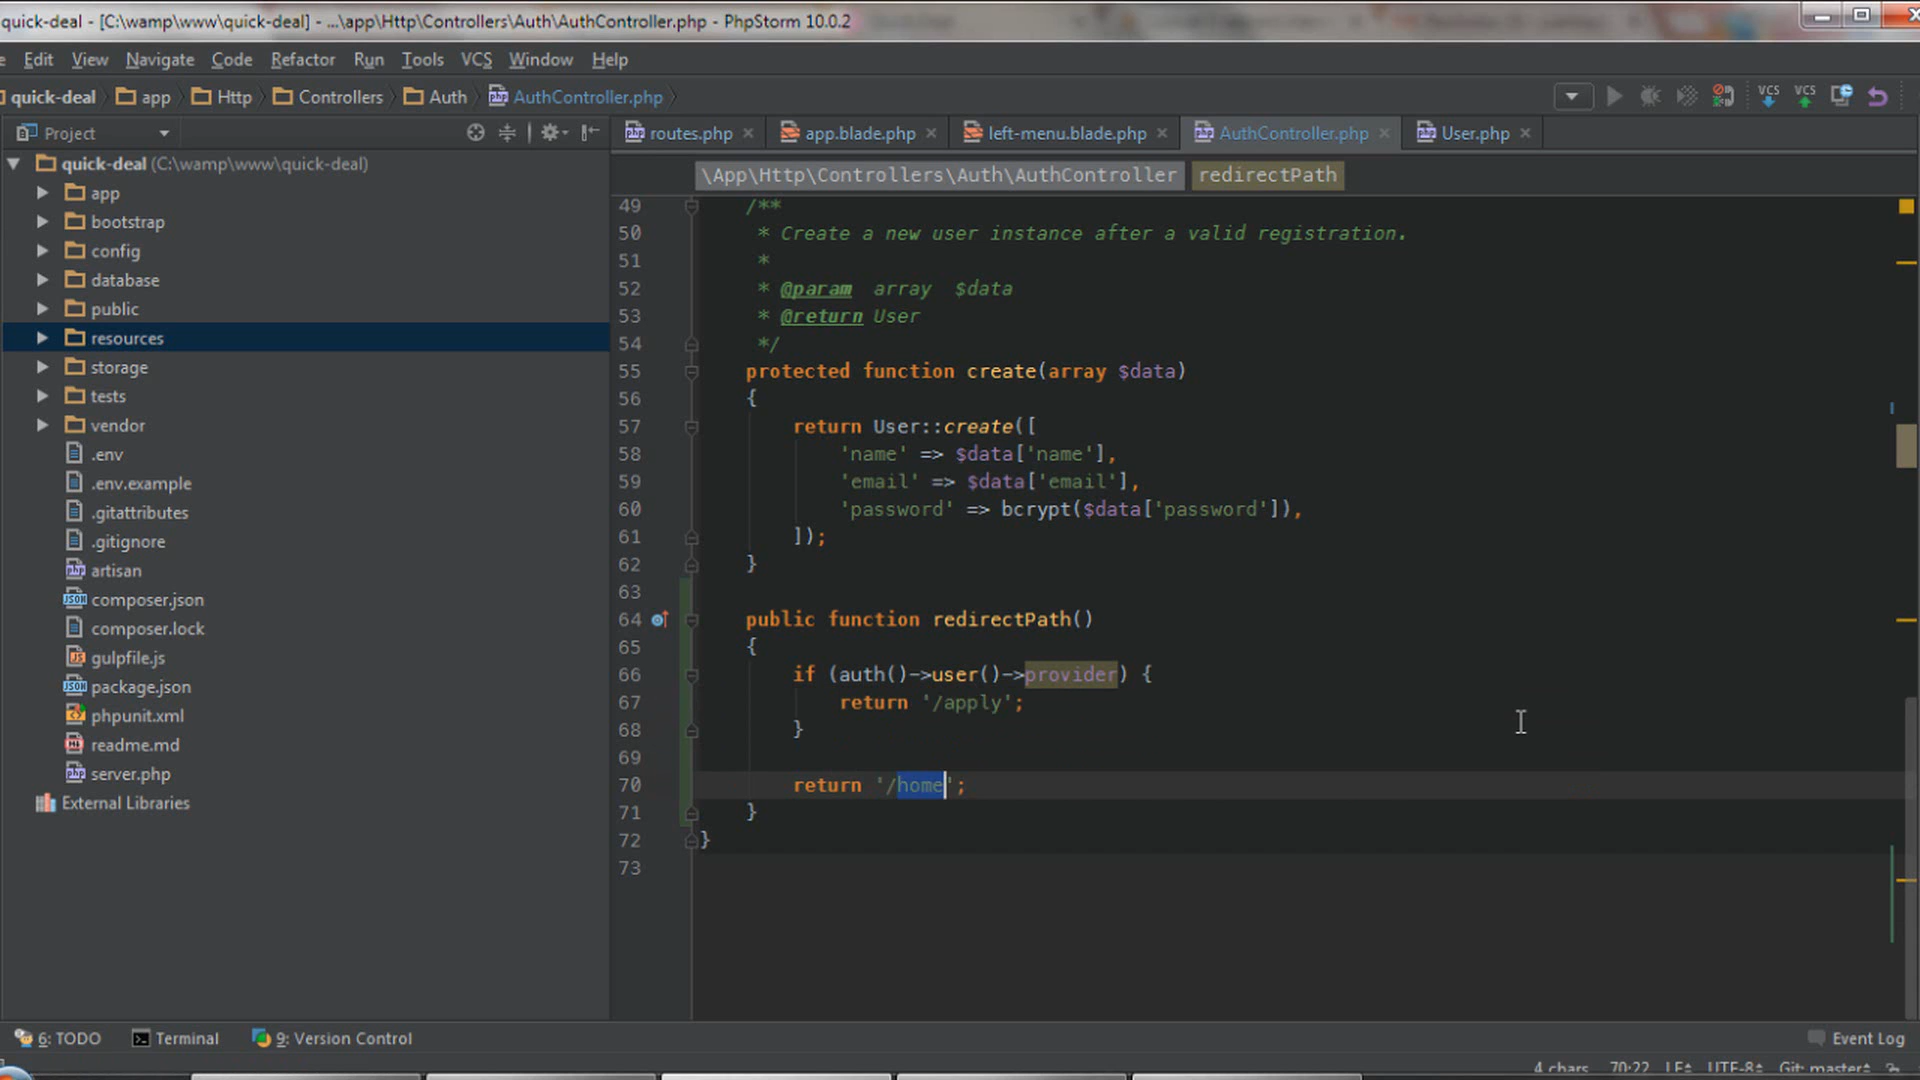 quick-deal - [C:\wamp\www\quick-deal] - ...\app\Http\Controllers\Auth\AuthController.php - PhpStorm 10.0.2
Edit View Navigate Code Refactor Run Tools VCS Window Help
quick-deal app Http Controllers Auth AuthController.php
VCS VCS
Project
routes.php app.blade.php left-menu.blade.php AuthController.php User.php
\App\Http\Controllers\Auth\AuthController redirectPath
quick-deal (C:\wamp\www\quick-deal)
app
bootstrap
config
database
public
resources
storage
tests
vendor
.env
.env.example
.gitattributes
.gitignore
artisan
composer.json
composer.lock
gulpfile.js
package.json
phpunit.xml
readme.md
server.php
External Libraries
49 /**
50 * Create a new user instance after a valid registration.
51 *
52 * @param array $data
53 * @return User
54 */
55 protected function create(array $data)
56 {
57 return User::create([
58 'name' => $data['name'],
59 'email' => $data['email'],
60 'password' => bcrypt($data['password']),
61 ]);
62 }
63
64 public function redirectPath()
65 {
66 if (auth()->user()->provider) {
67 return '/apply';
68 }
69
70 return '/home';
71 }
72 }
73
6: TODO Terminal 9: Version Control Event Log
4 chars 70:22 LF UTF-8 Git: master